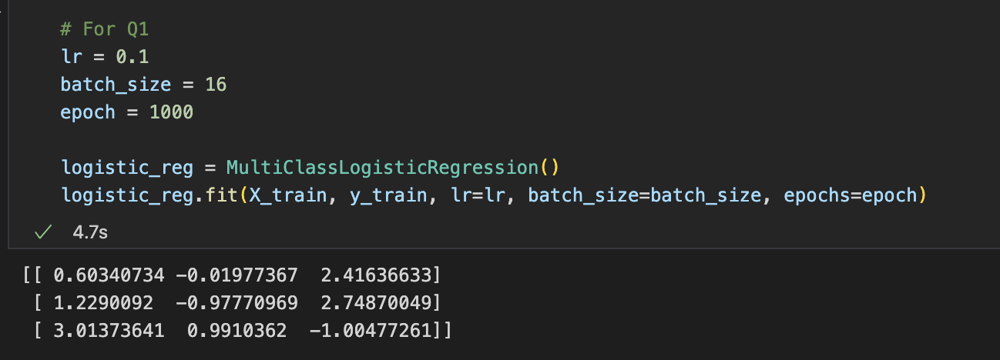 # For Q1
lr = 0.1
batch_size = 16
epoch = 1000
logistic_reg = MultiClassLogisticRegression()
logistic_reg.fit(X_train, y_train, lr=lr, batch_size=batch_size, epochs=epoch)
✓ 4.7s
[[ 0.60340734 -0.01977367  2.41636633]
 [ 1.2290092  -0.97770969  2.74870049]
 [ 3.01373641  0.9910362  -1.00477261]]